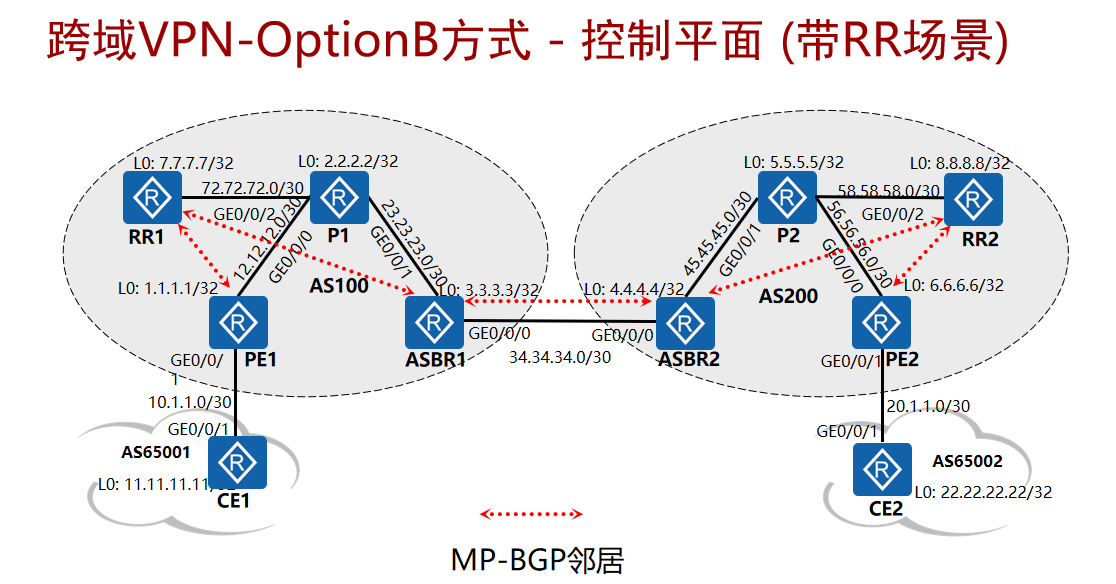 跨域VPN-OptionB方式 - 控制平面 (带RR场景)
L0: 7.7.7.7/32
L0: 2.2.2.2/32
72.72.72.0/30
GE0/0/2
RR1
P1
12.12.12.0/30
GE0/0/0
23.23.23.0/30
GE0/0/1
AS100
L0: 1.1.1.1/32
L0: 3.3.3.3/32
PE1
ASBR1
GE0/0/0
GE0/0/
1
10.1.1.0/30
GE0/0/1
AS65001
L0: 11.11.11.11/
CE1
34.34.34.0/30
L0: 5.5.5.5/32
L0: 8.8.8.8/32
58.58.58.0/30
GE0/0/2
P2
RR2
45.45.45.0/30
GE0/0/1
56.56.56.0/30
GE0/0/0
AS200
L0: 4.4.4.4/32
L0: 6.6.6.6/32
GE0/0/0
ASBR2
GE0/0/1
PE2
20.1.1.0/30
GE0/0/1
AS65002
L0: 22.22.22.22/32
CE2
MP-BGP邻居